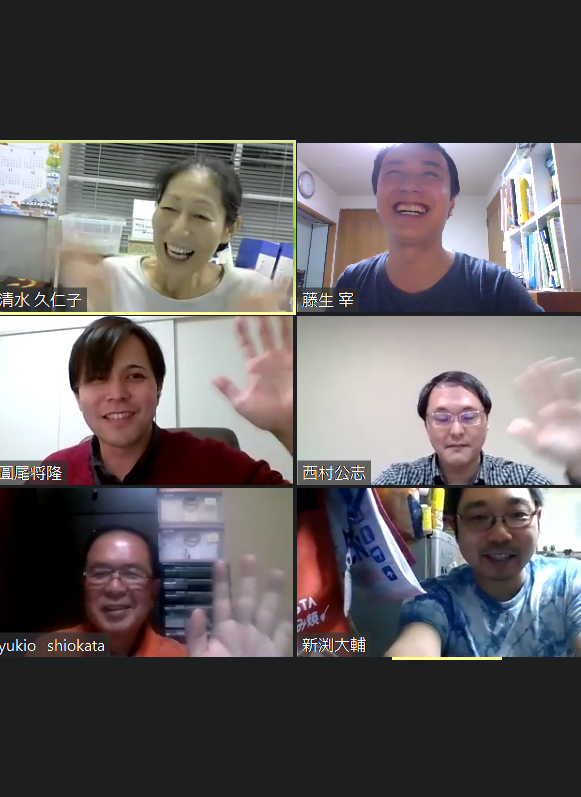 清水 久仁子
藤生 宰
圓尾将隆
西村公志
yukio shiokata
新渕大輔